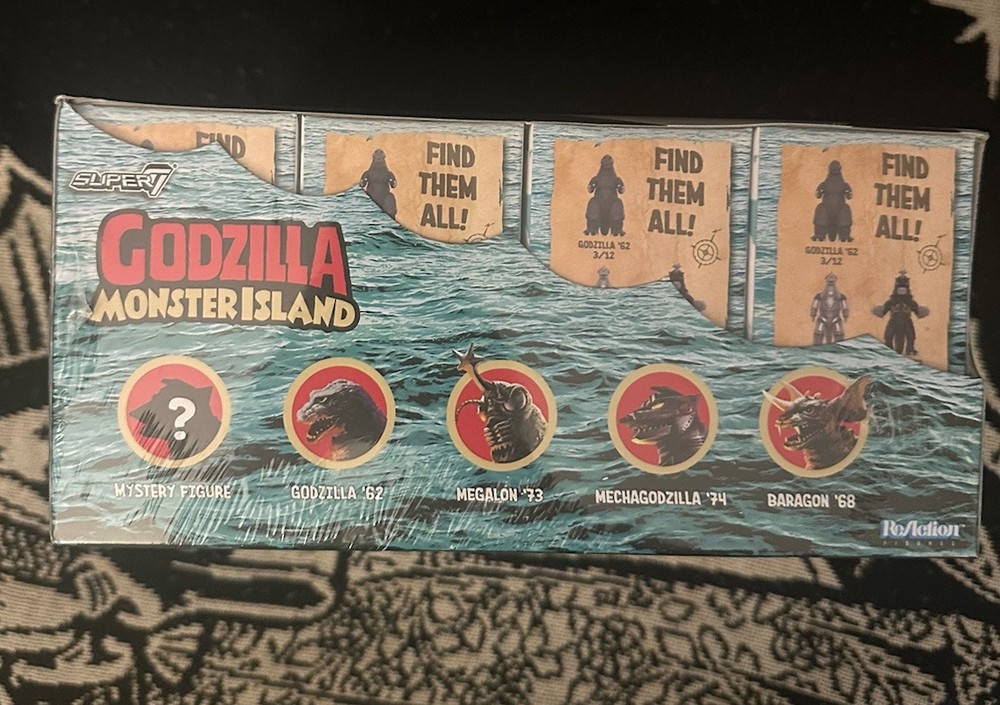 FIND
FIND
THEM
ALL!
FIND
THEM
ALL!
GODZILLA '62
3/12
FIND
THEM
ALL!
GODZILLA '62
3/12
SUPER7
GODZILLA
MONSTER ISLAND
?
MYSTERY FIGURE
GODZILLA '62
MEGALON '73
MECHAGODZILLA '74
BARAGON '68
ReAction
FIGURES